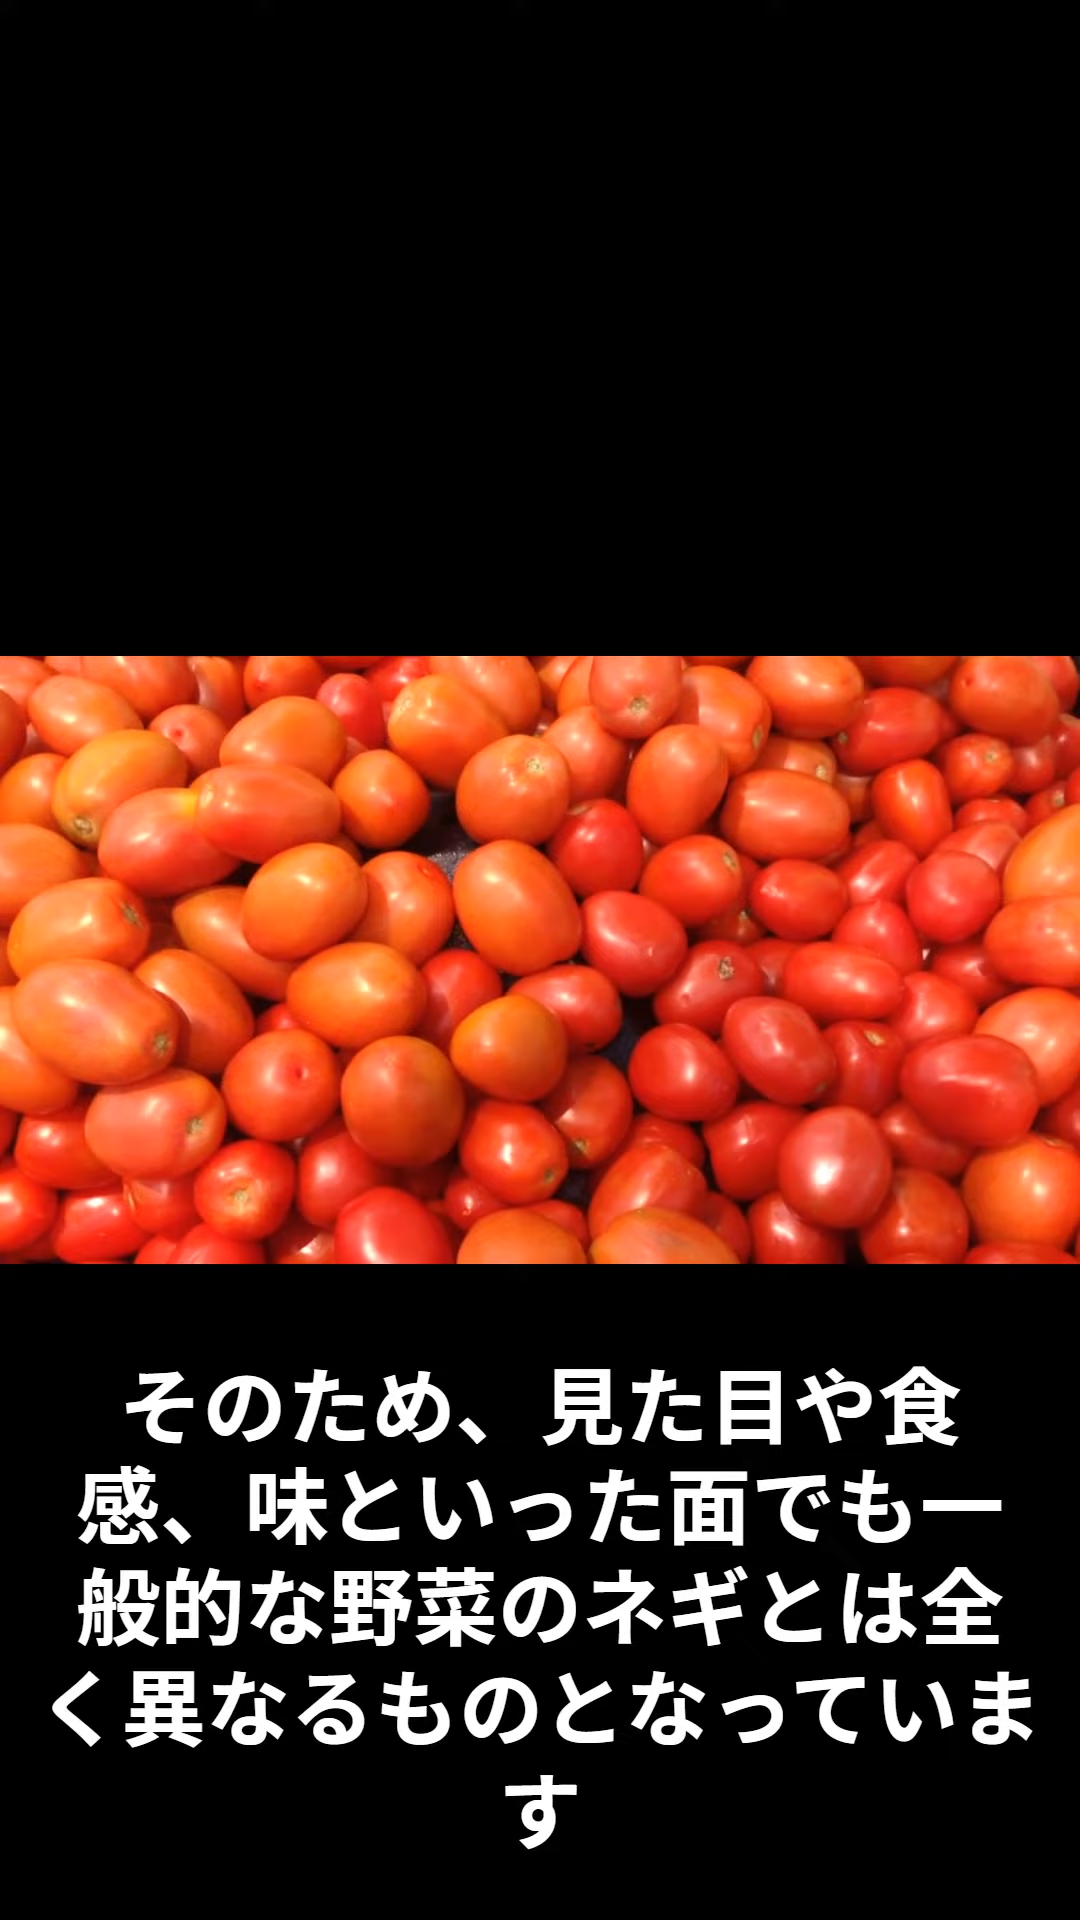 そのため、見た目や食
感、味といった面でも一
般的な野菜のネギとは全
く異なるものとなっていま
す